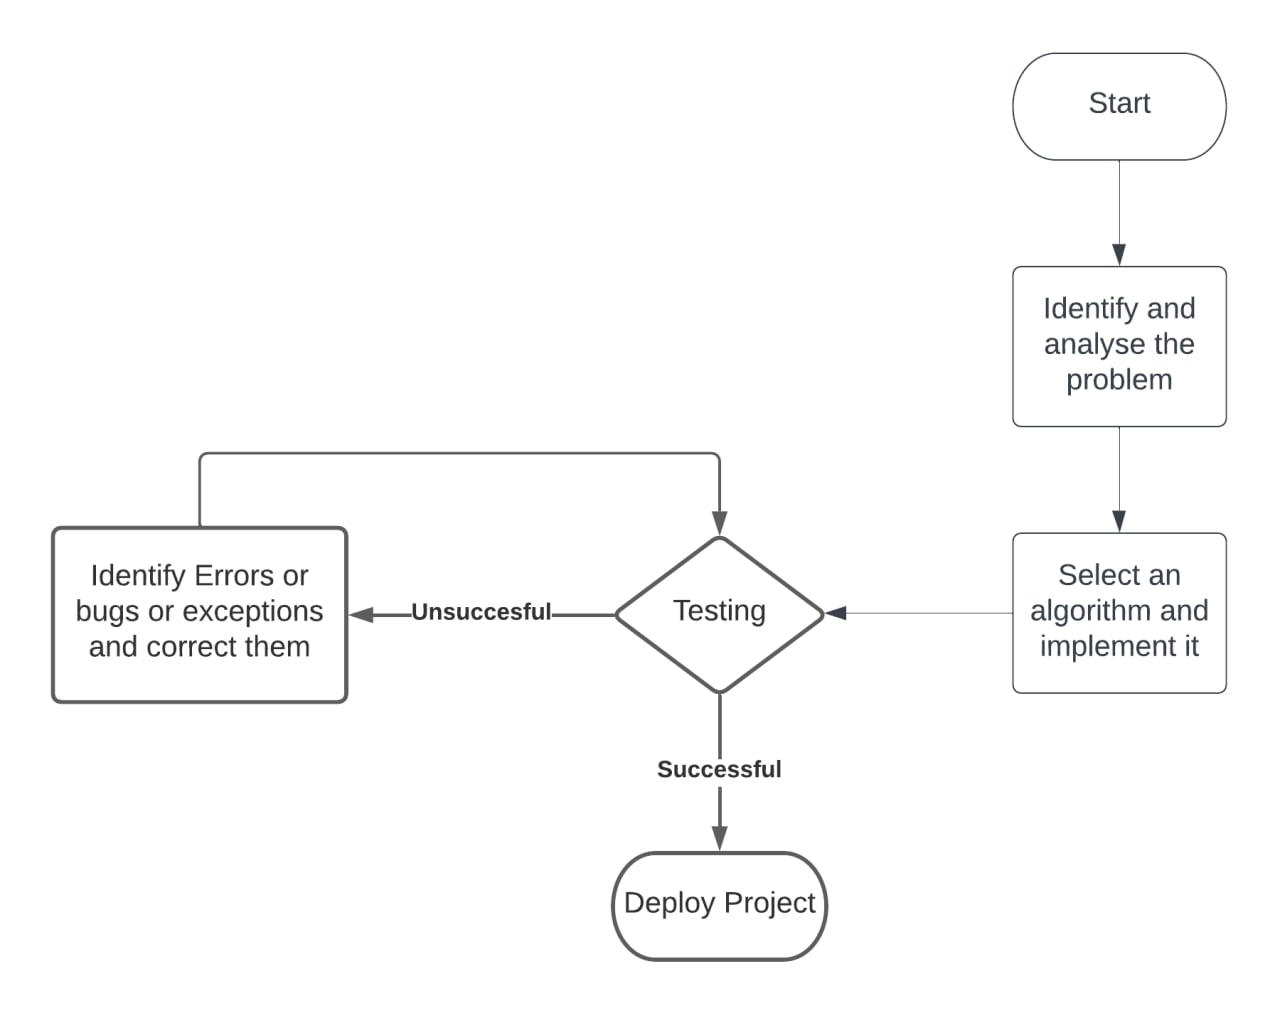 Start
Identify and
analyse the
problem
Select an
algorithm and
implement it
Testing
Unsuccesful
Identify Errors or
bugs or exceptions
and correct them
Successful
Deploy Project